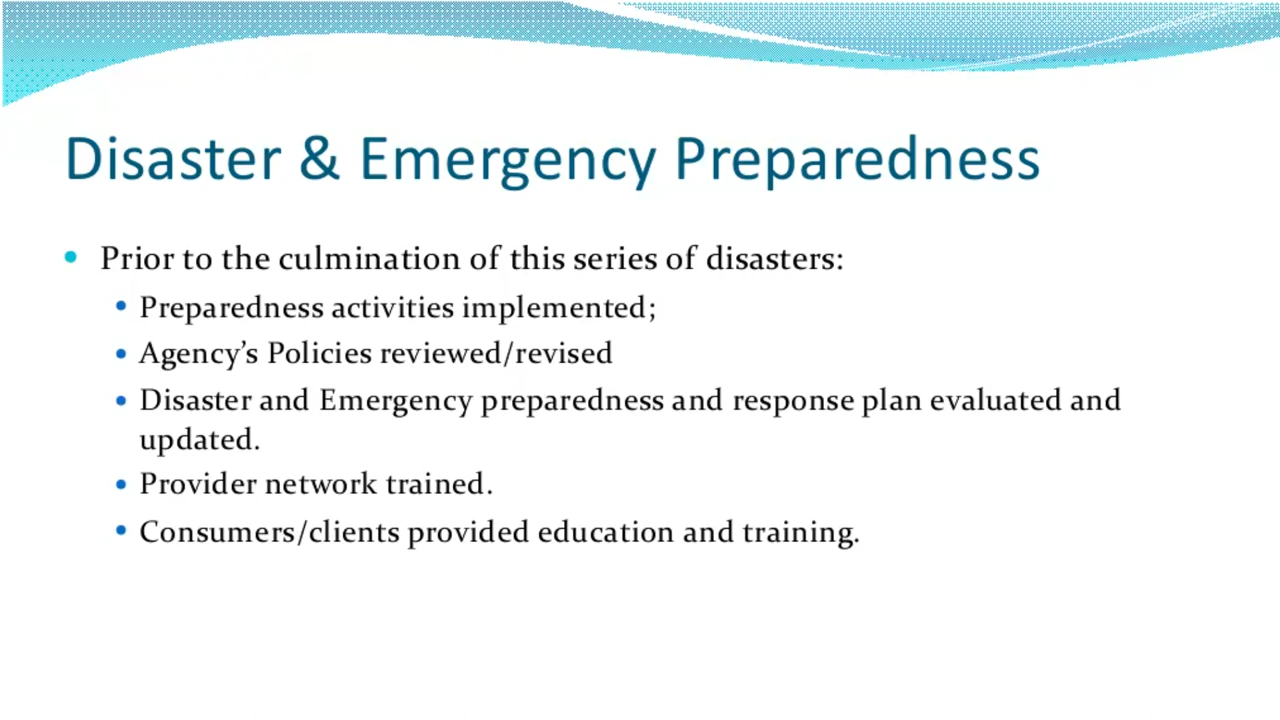 Disaster & Emergency Preparedness
• Prior to the culmination of this series of disasters:
• Preparedness activities implemented;
• Agency’s Policies reviewed/revised
• Disaster and Emergency preparedness and response plan evaluated and
updated.
• Provider network trained.
• Consumers/clients provided education and training.